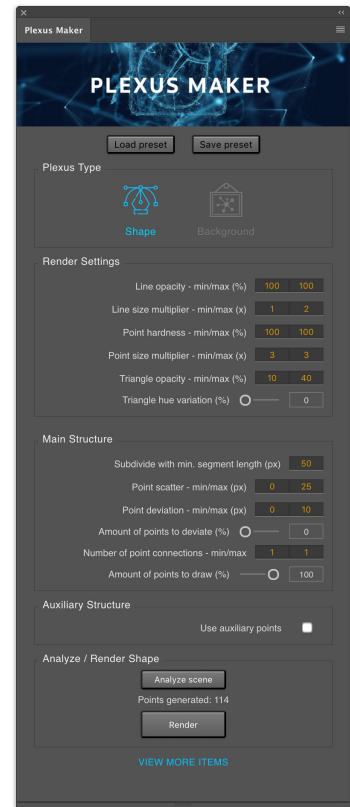 Plexus Maker
PLEXUS MAKER
Load preset Save preset
Plexus Type
Shape Background
Render Settings
Line opacity - min/max (%) 100 100
Line size multiplier - min/max (x) 1 2
Point hardness - min/max (%) 100 100
Point size multiplier - min/max (x) 3 3
Triangle opacity - min/max (%) 10 40
Triangle hue variation (%) 0
Main Structure
Subdivide with min. segment length (px) 50
Point scatter - min/max (px) 0 25
Point deviation - min/max (px) 0 10
Amount of points to deviate (%) 0
Number of point connections - min/max 1 1
Amount of points to draw (%) 100
Auxiliary Structure
Use auxiliary points
Analyze / Render Shape
Analyze scene
Points generated: 114
Render
VIEW MORE ITEMS